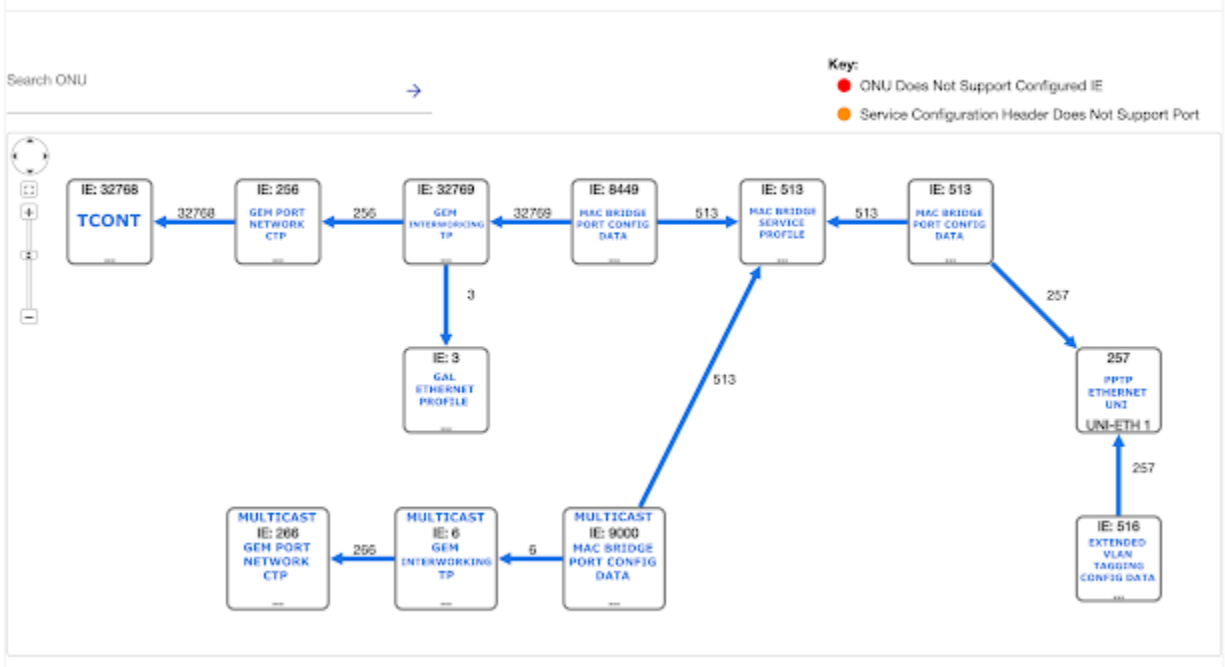 Key:
Search ONU
ONU Does Not Support Configured IE
Service Configuration Header Does Not Support Port
IE: 32768
TCONT
32768
IE: 256
GEM PORT
NETWORK
CTP
256
IE: 32769
GEM
INTERWORKING
TP
32769
IE: 8449
MAC BRIDGE
PORT CONFIG
DATA
513
IE: 513
MAC BRIDGE
SERVICE
PROFILE
513
IE: 513
MAC BRIDGE
PORT CONFIG
DATA
3
257
IE: 3
GAL
ETHERNET
PROFILE
513
257
PPTP
ETHERNET
UNI
UNI-ETH 1
257
MULTICAST
IE: 266
GEM PORT
NETWORK
CTP
266
MULTICAST
IE: 6
GEM
INTERWORKING
TP
6
MULTICAST
IE: 9000
MAC BRIDGE
PORT CONFIG
DATA
IE: 516
EXTENDED
VLAN
TAGGING
CONFIG DATA